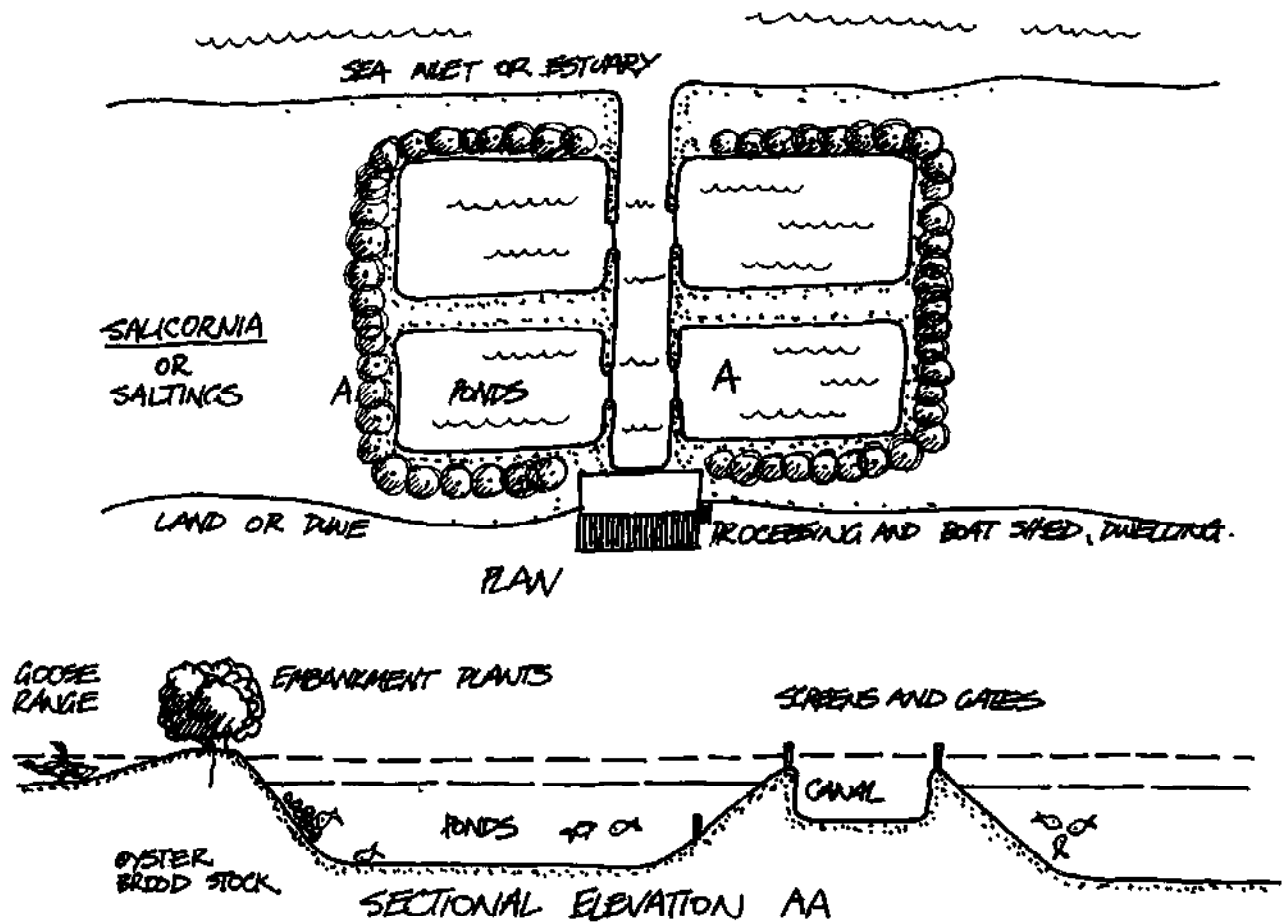 SEA INLET OR ESTUARY
SALICORNIA
OR
SALTINGS
A
PONDS
A
LAND OR DUNE
PROCESSING AND BOAT SHED, DWELLING.
PLAN
GOOSE
RANGE
EMBANKMENT PLANTS
SCREENS AND GATES
PONDS
CANAL
OYSTER
BROOD STOCK
SECTIONAL ELEVATION AA